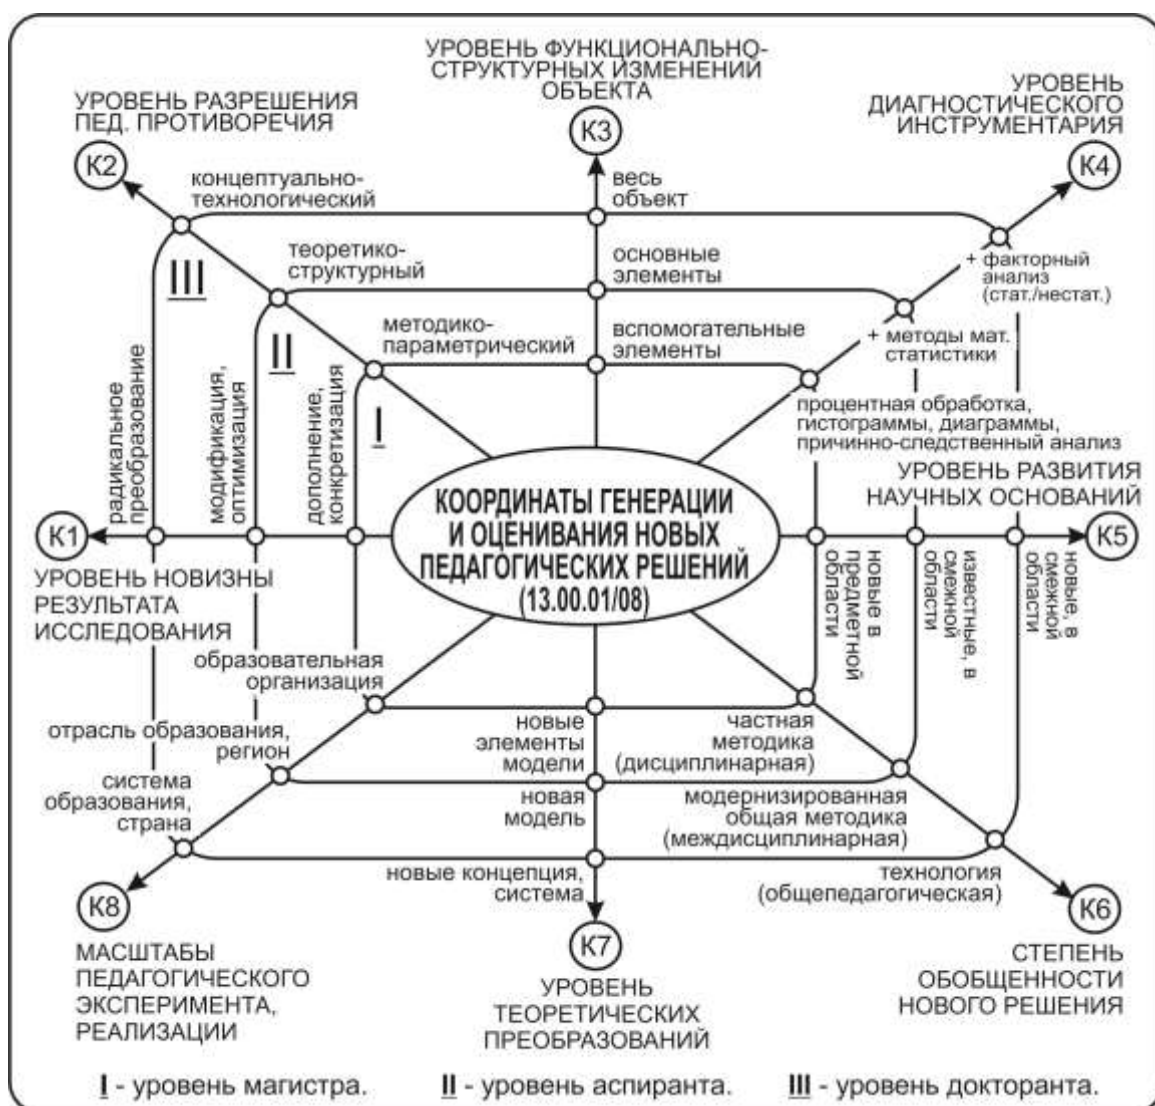 УРОВЕНЬ ФУНКЦИОНАЛЬНО-
СТРУКТУРНЫХ ИЗМЕНЕНИЙ
ОБЪЕКТА
К3
УРОВЕНЬ РАЗРЕШЕНИЯ
ПЕД. ПРОТИВОРЕЧИЯ
К2
УРОВЕНЬ
ДИАГНОСТИЧЕСКОГО
ИНСТРУМЕНТАРИЯ
К4
концептуально-
технологический
весь
объект
III
теоретико-
структурный
основные
элементы
+ факторный
анализ
(стат./нестат.)
II
методико-
параметрический
вспомогательные
элементы
+ методы мат.
статистики
I
радикальное
преобразование
модификация,
оптимизация
дополнение,
конкретизация
процентная обработка,
гистограммы, диаграммы,
причинно-следственный анализ
КООРДИНАТЫ ГЕНЕРАЦИИ
И ОЦЕНИВАНИЯ НОВЫХ
ПЕДАГОГИЧЕСКИХ РЕШЕНИЙ
(13.00.01/08)
УРОВЕНЬ РАЗВИТИЯ
НАУЧНЫХ ОСНОВАНИЙ
К1
К5
УРОВЕНЬ НОВИЗНЫ
РЕЗУЛЬТАТА
ИССЛЕДОВАНИЯ
новые в
предметной
области
известные, в
смежной
области
новые, в
смежной
области
образовательная
организация
отрасль образования,
регион
система
образования,
страна
новые
элементы
модели
частная
методика
(дисциплинарная)
новая
модель
модернизированная
общая методика
(междисциплинарная)
новые концепция,
система
технология
(общепедагогическая)
К8
К6
К7
МАСШТАБЫ
ПЕДАГОГИЧЕСКОГО
ЭКСПЕРИМЕНТА,
РЕАЛИЗАЦИИ
УРОВЕНЬ
ТЕОРЕТИЧЕСКИХ
ПРЕОБРАЗОВАНИЙ
СТЕПЕНЬ
ОБОБЩЕННОСТИ
НОВОГО РЕШЕНИЯ
I - уровень магистра. II - уровень аспиранта. III - уровень докторанта.